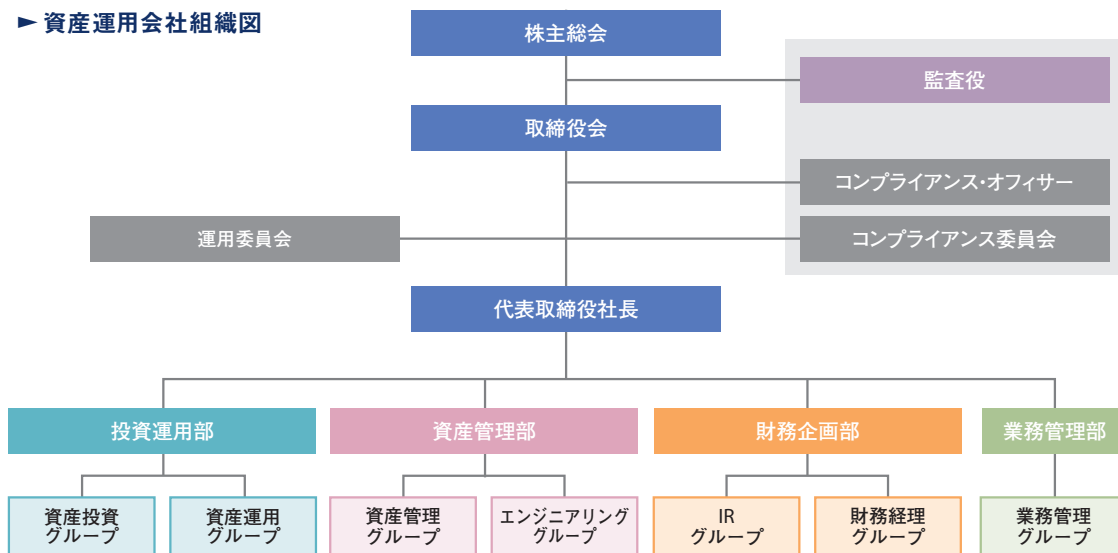 ► 資産運用会社組織図
株主総会
監査役
取締役会
コンプライアンス・オフィサー
運用委員会
コンプライアンス委員会
代表取締役社長
投資運用部
資産管理部
財務企画部
業務管理部
資産投資
グループ
資産運用
グループ
資産管理
グループ
エンジニアリング
グループ
IR
グループ
財務経理
グループ
業務管理
グループ